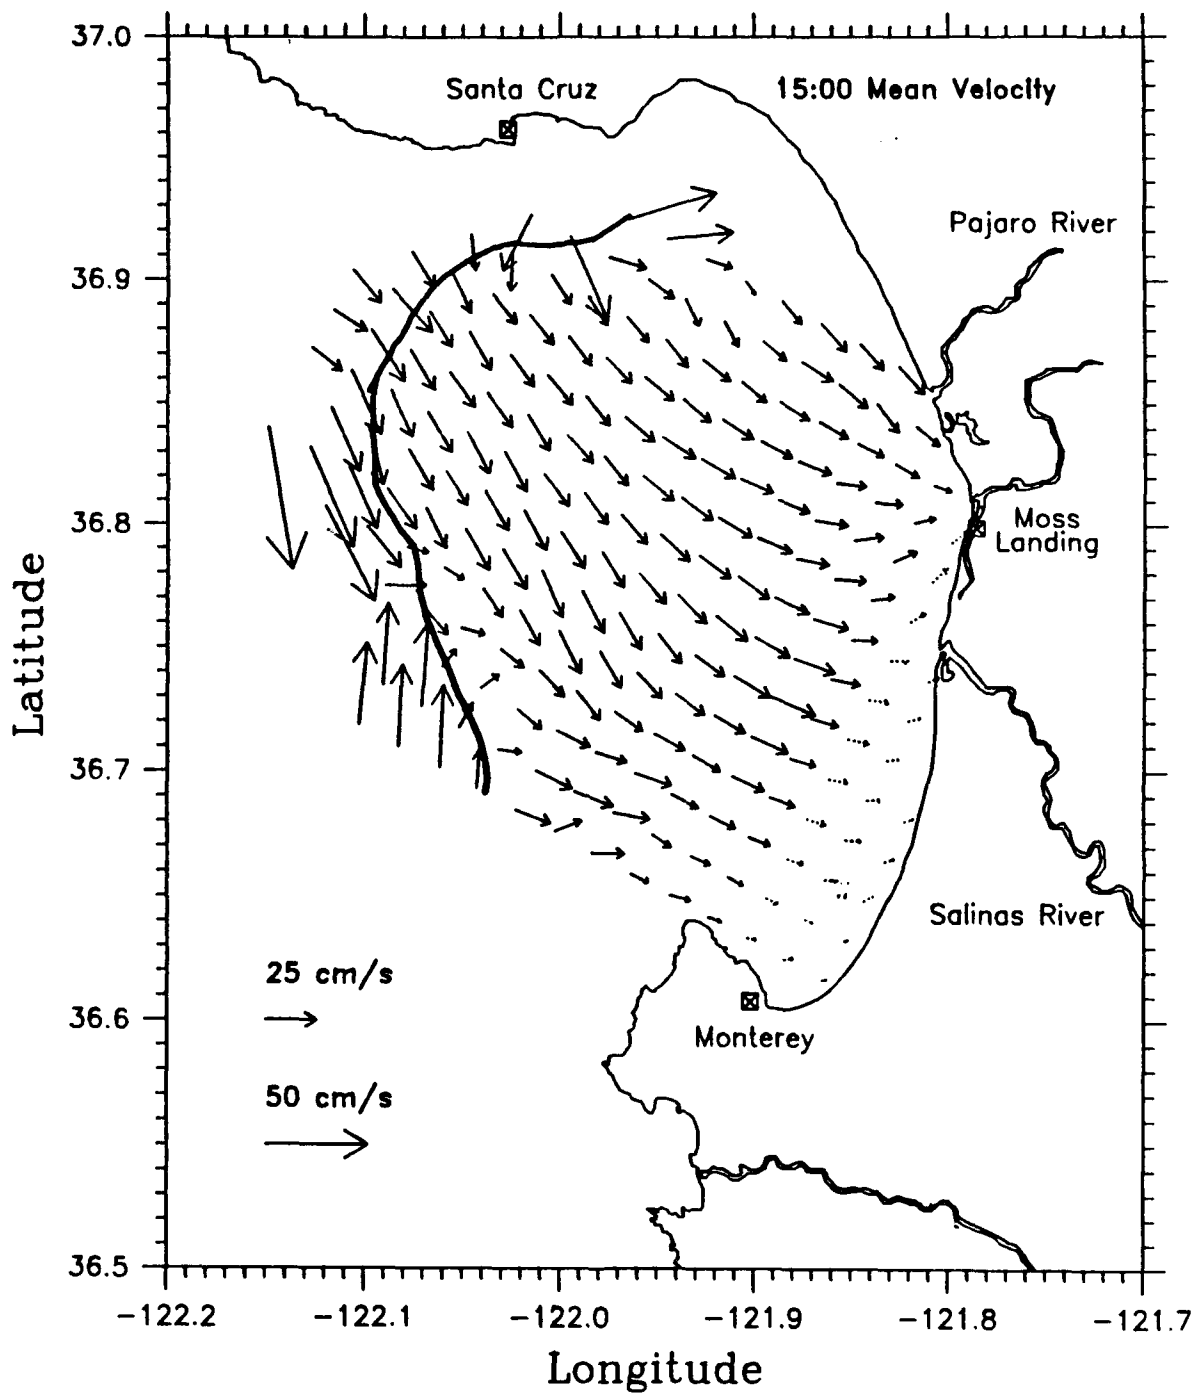 37.0
Santa Cruz
15:00 Mean Velocity
Pajaro River
36.9
36.8
Moss
Landing
Latitude
36.7
Salinas River
25 cm/s
36.6
Monterey
50 cm/s
36.5
-122.2
-122.1
-122.0
-121.9
-121.8
-121.7
Longitude